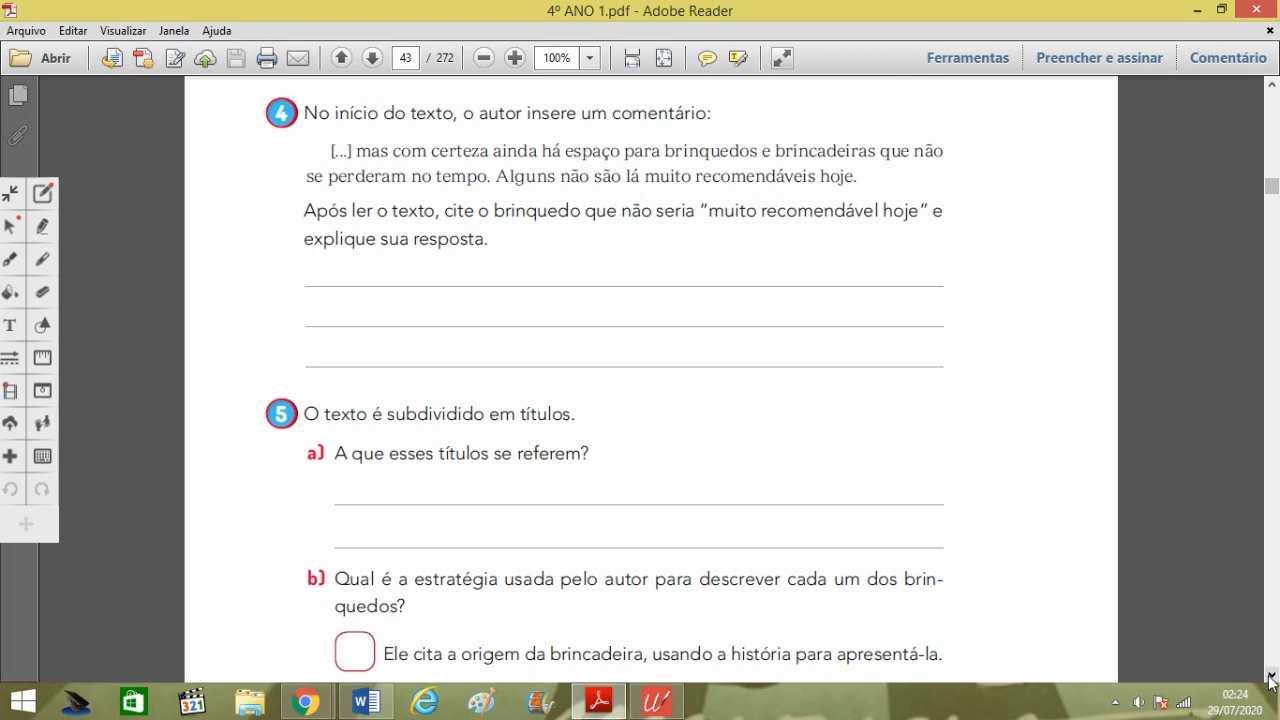 4º ANO 1.pdf - Adobe Reader
Arquivo Editar Visualizar Janela Ajuda
Abrir 43 / 272 100% Ferramentas Preencher e assinar Comentário
4 No início do texto, o autor insere um comentário:
[...] mas com certeza ainda há espaço para brinquedos e brincadeiras que não
se perderam no tempo. Alguns não são lá muito recomendáveis hoje.
Após ler o texto, cite o brinquedo que não seria “muito recomendável hoje” e
explique sua resposta.
5 O texto é subdividido em títulos.
a) A que esses títulos se referem?
b) Qual é a estratégia usada pelo autor para descrever cada um dos brin-
quedos?
Ele cita a origem da brincadeira, usando a história para apresentá-la.
321
02:24
29/07/2020